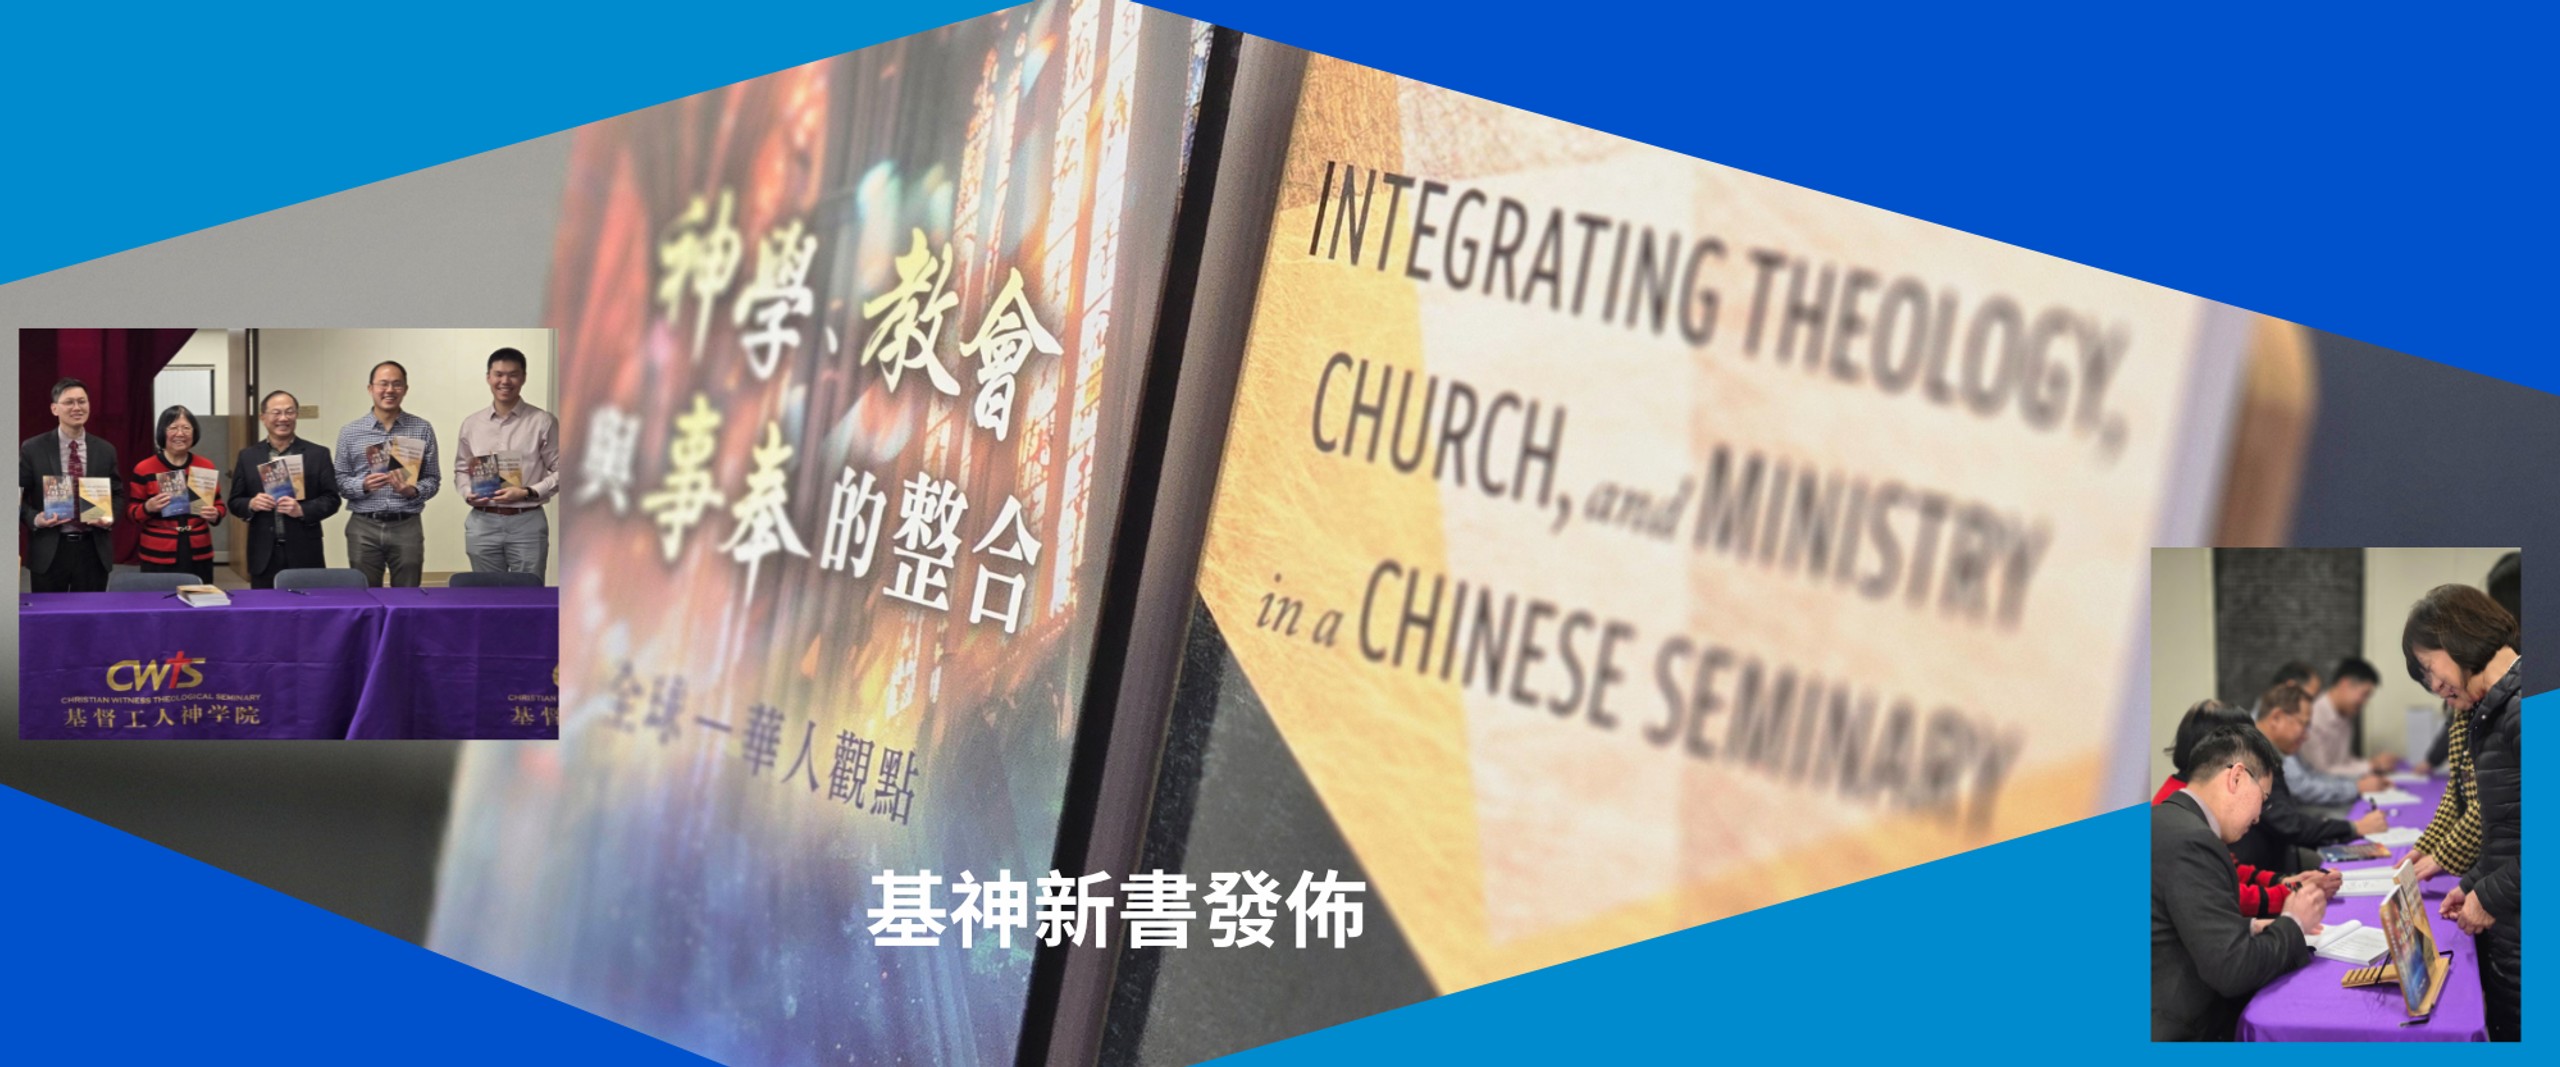 神學、教會
與事奉的整合
全球一華人觀點
INTEGRATING THEOLOGY,
CHURCH, and MINISTRY
in a CHINESE SEMINARY
CWTS
CHRISTIAN WITNESS THEOLOGICAL SEMINARY
基督工人神学院
CHRISTIAN
基
基神新書發佈